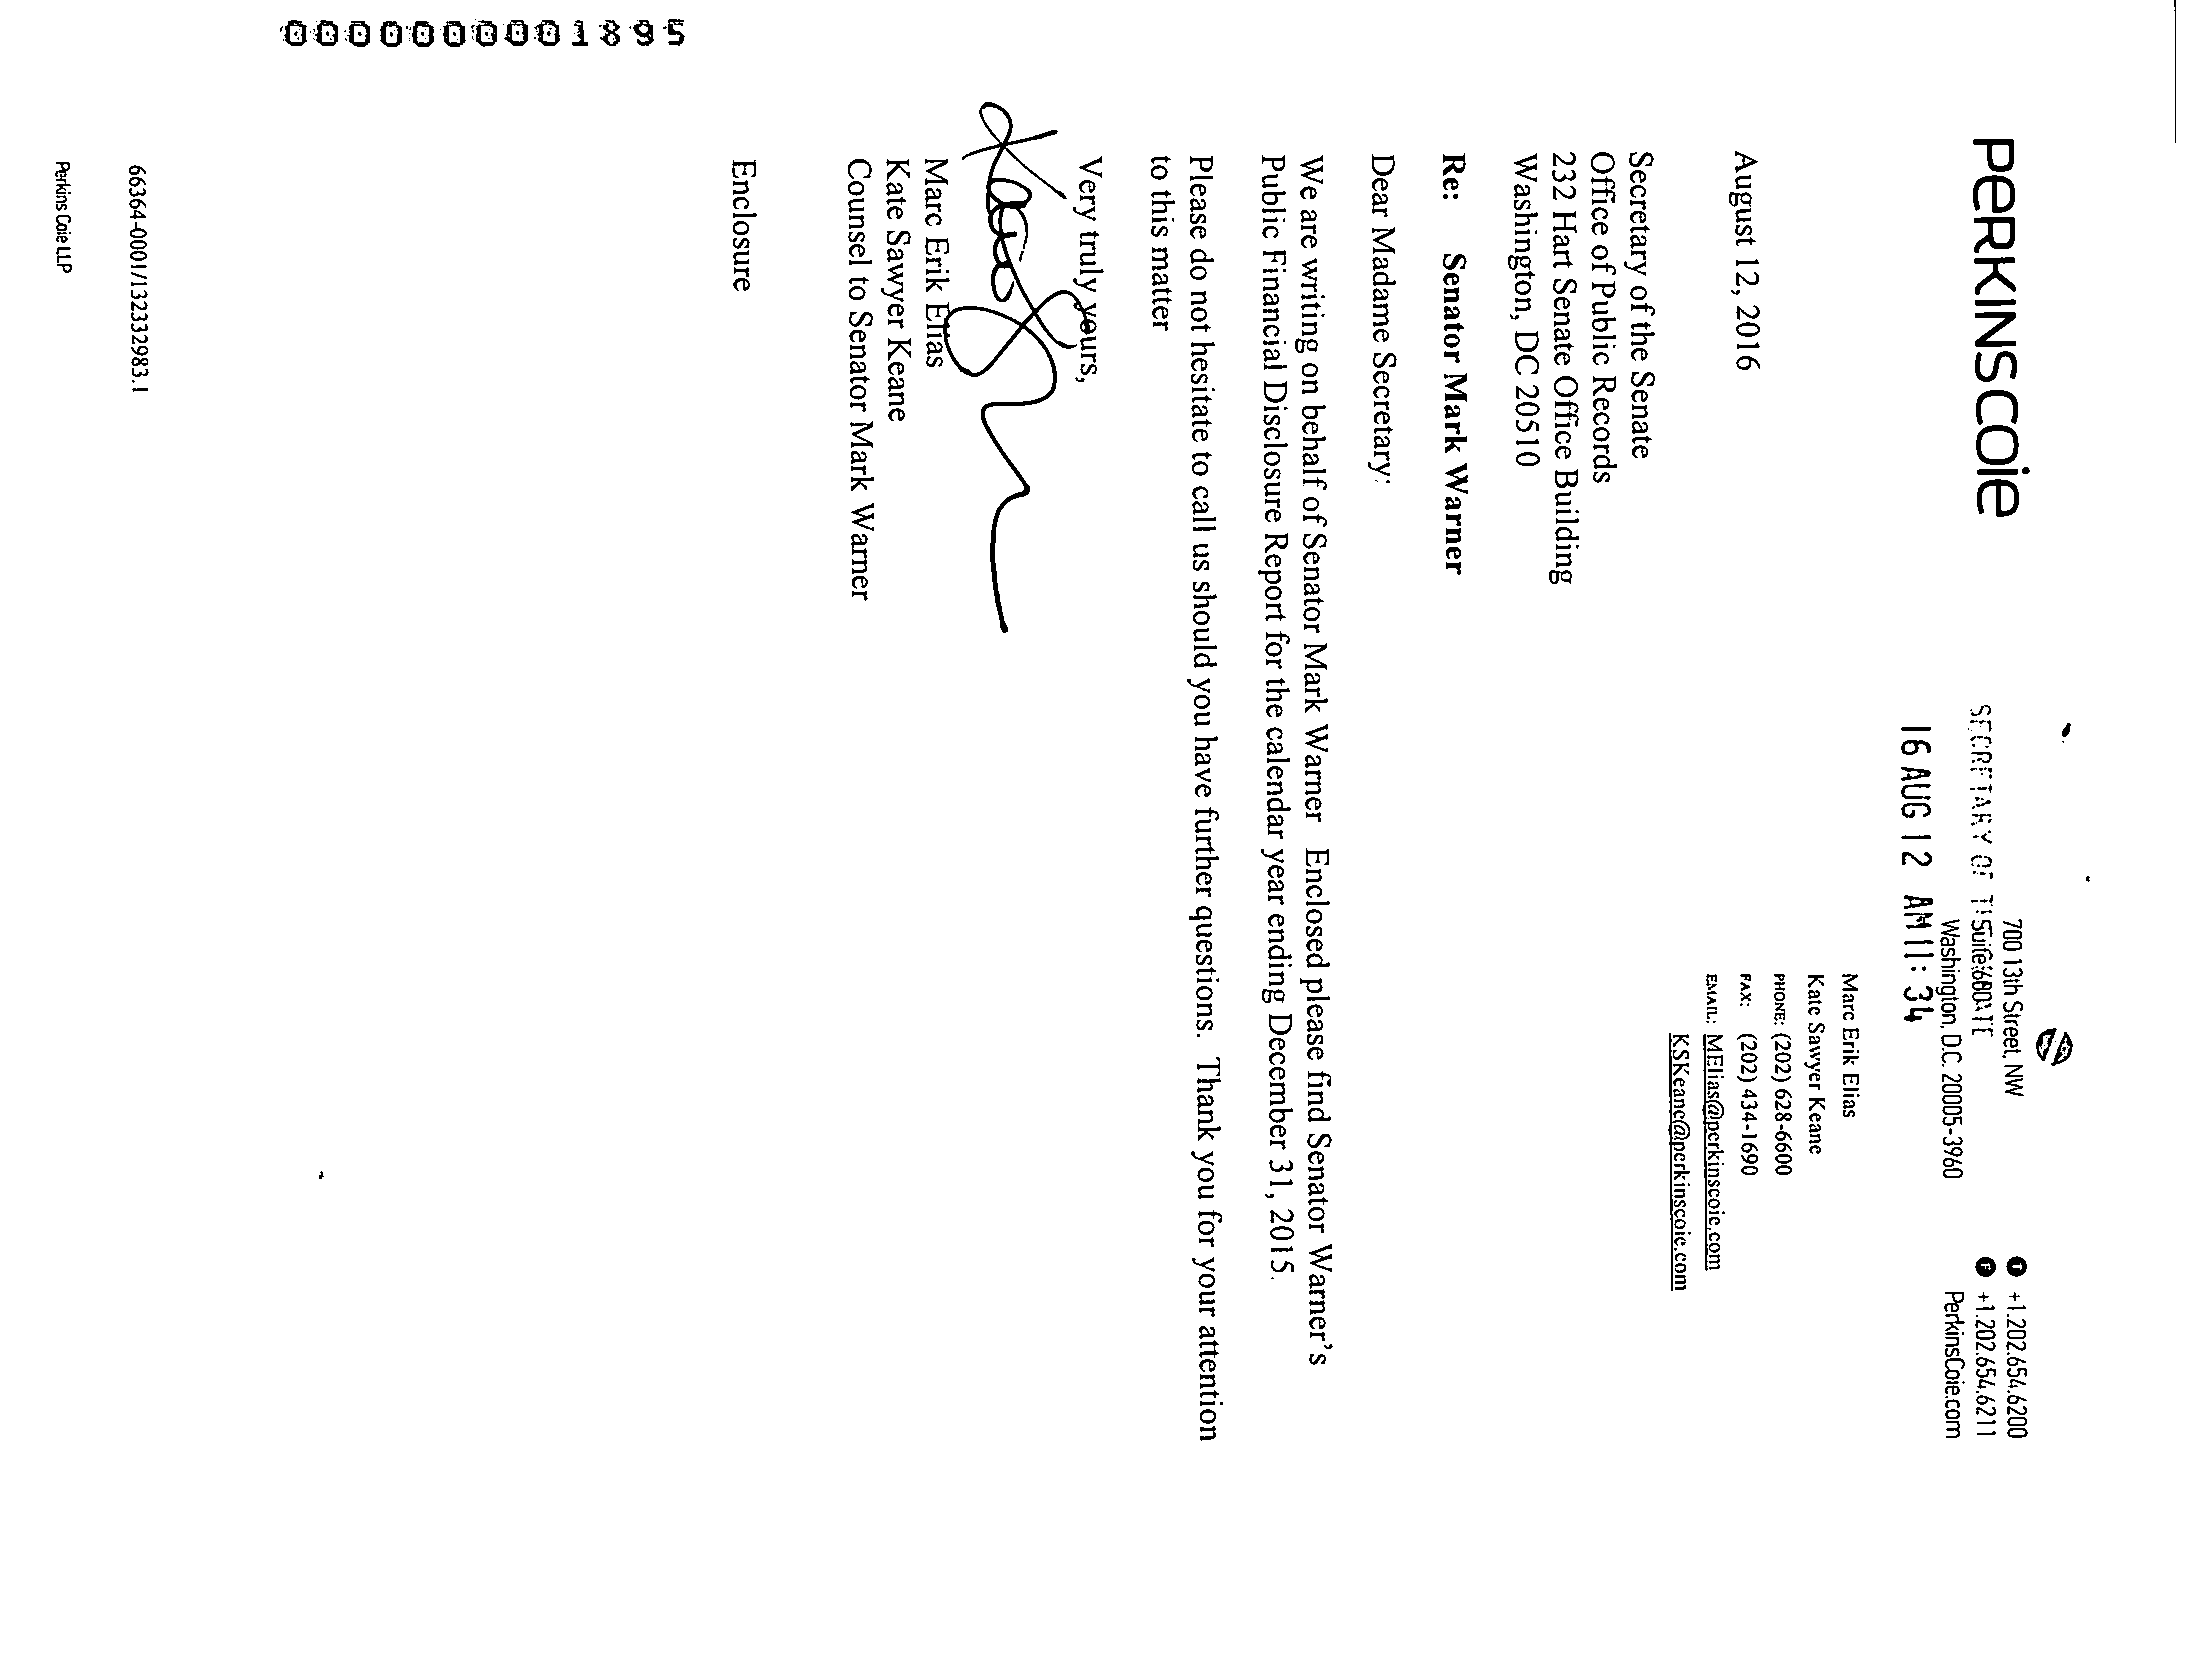 PERKINSCOIE
700 13th Street, NW
Suite 600
Washington, D.C. 20005-3960
+1.202.654.6200
+1.202.654.6211
PerkinsCoie.com
SECRETARY OF
16 AUG 12 AM 11: 34
Marc Erik Elias
Kate Sawyer Keane
PHONE: (202) 628-6600
FAX: (202) 434-1690
EMAIL: MElias@perkinscoie.com
KSKeane@perkinscoie.com
August 12, 2016
Secretary of the Senate
Office of Public Records
232 Hart Senate Office Building
Washington, DC 20510
Re: Senator Mark Warner
Dear Madame Secretary:
We are writing on behalf of Senator Mark Warner Enclosed please find Senator Warner's
Public Financial Disclosure Report for the calendar year ending December 31, 2015.
Please do not hesitate to call us should you have further questions. Thank you for your attention
to this matter
Very truly yours,
Marc Erik Elias
Kate Sawyer Keane
Counsel to Senator Mark Warner
Enclosure
66364-0001/132332983.1
Perkins Coie LLP
0000000001895